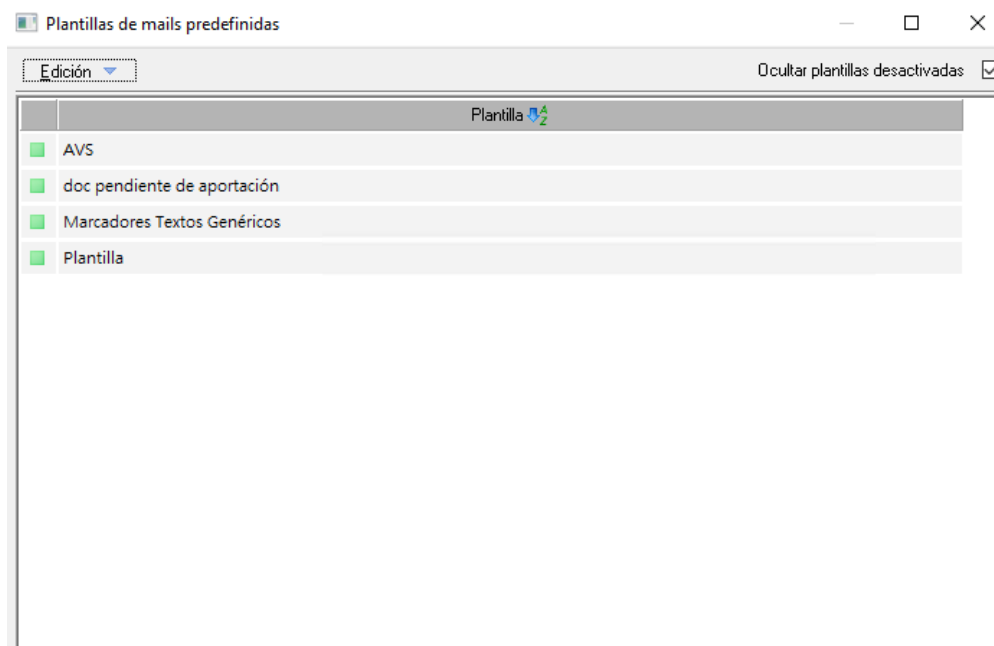 Plantillas de mails predefinidas
Edición
Ocultar plantillas desactivadas
Plantilla
AVS
doc pendiente de aportación
Marcadores Textos Genéricos
Plantilla